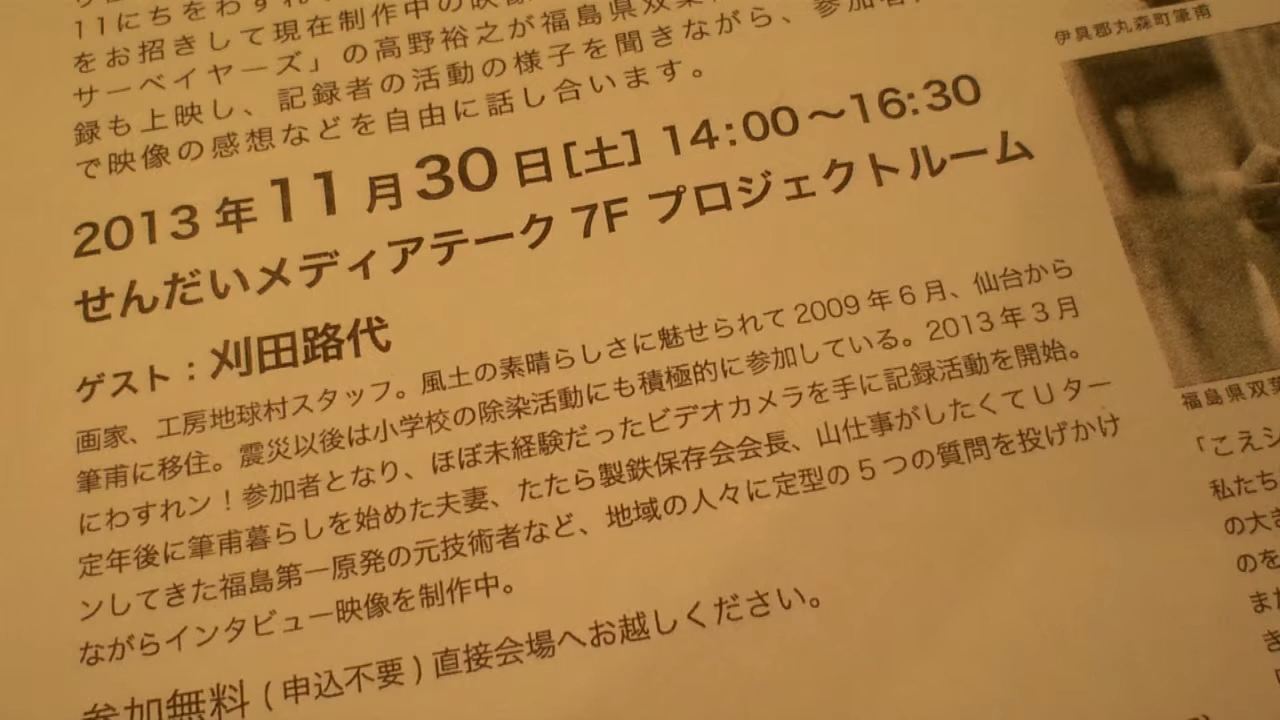 11にちをわすれ
をお招きして現在制作中の映像
サーベイヤーズ」の高野裕之が福島県双葉
録も上映し、記録者の活動の様子を聞きながら、参加者
で映像の感想などを自由に話し合います。
2013年11月30日[土] 14:00〜16:30
せんだいメディアテーク 7F プロジェクトルーム
ゲスト：刈田路代
画家、工房地球村スタッフ。風土の素晴らしさに魅せられて2009年6月、仙台から
筆甫に移住。震災以後は小学校の除染活動にも積極的に参加している。2013年3月
にわすれン！参加者となり、ほぼ未経験だったビデオカメラを手に記録活動を開始。
定年後に筆甫暮らしを始めた夫妻、たたら製鉄保存会会長、山仕事がしたくてUター
ンしてきた福島第一原発の元技術者など、地域の人々に定型の5つの質問を投げかけ
ながらインタビュー映像を制作中。
参加無料(申込不要)直接会場へお越しください。
伊具郡丸森町筆甫
福島県双葉
「こえシ
私たち
の大き
のを
また
き